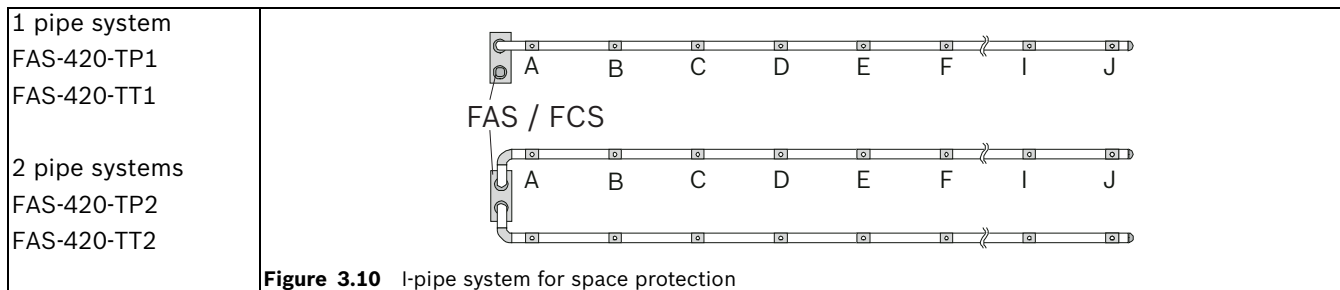 1 pipe system
FAS-420-TP1
FAS-420-TT1
2 pipe systems
FAS-420-TP2
FAS-420-TT2
A B C D E F I J
FAS / FCS
A B C D E F I J
Figure 3.10 I-pipe system for space protection